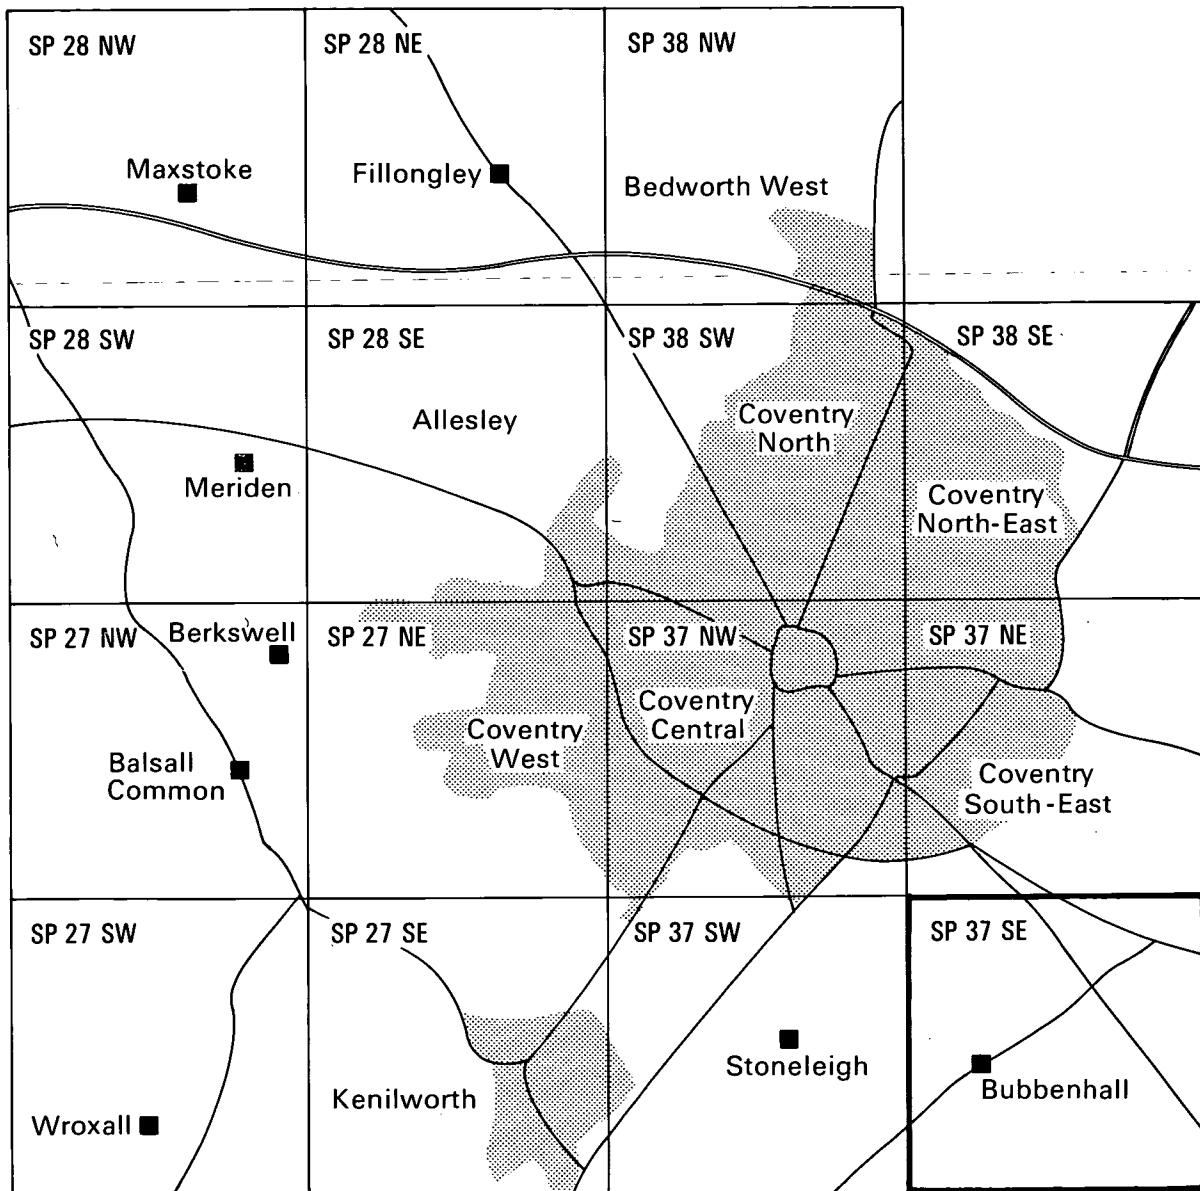 SP 28 NW
SP 28 NE
SP 38 NW
Maxstoke
Fillongley
Bedworth West
SP 28 SW
SP 28 SE
SP 38 SW
SP 38 SE
Allesley
Coventry
North
Meriden
Coventry
North-East
SP 27 NW
Berkswell
SP 27 NE
SP 37 NW
SP 37 NE
Coventry
West
Coventry
Central
Balsall
Common
Coventry
South-East
SP 27 SW
SP 27 SE
SP 37 SW
SP 37 SE
Stoneleigh
Bubbenhall
Kenilworth
Wroxall